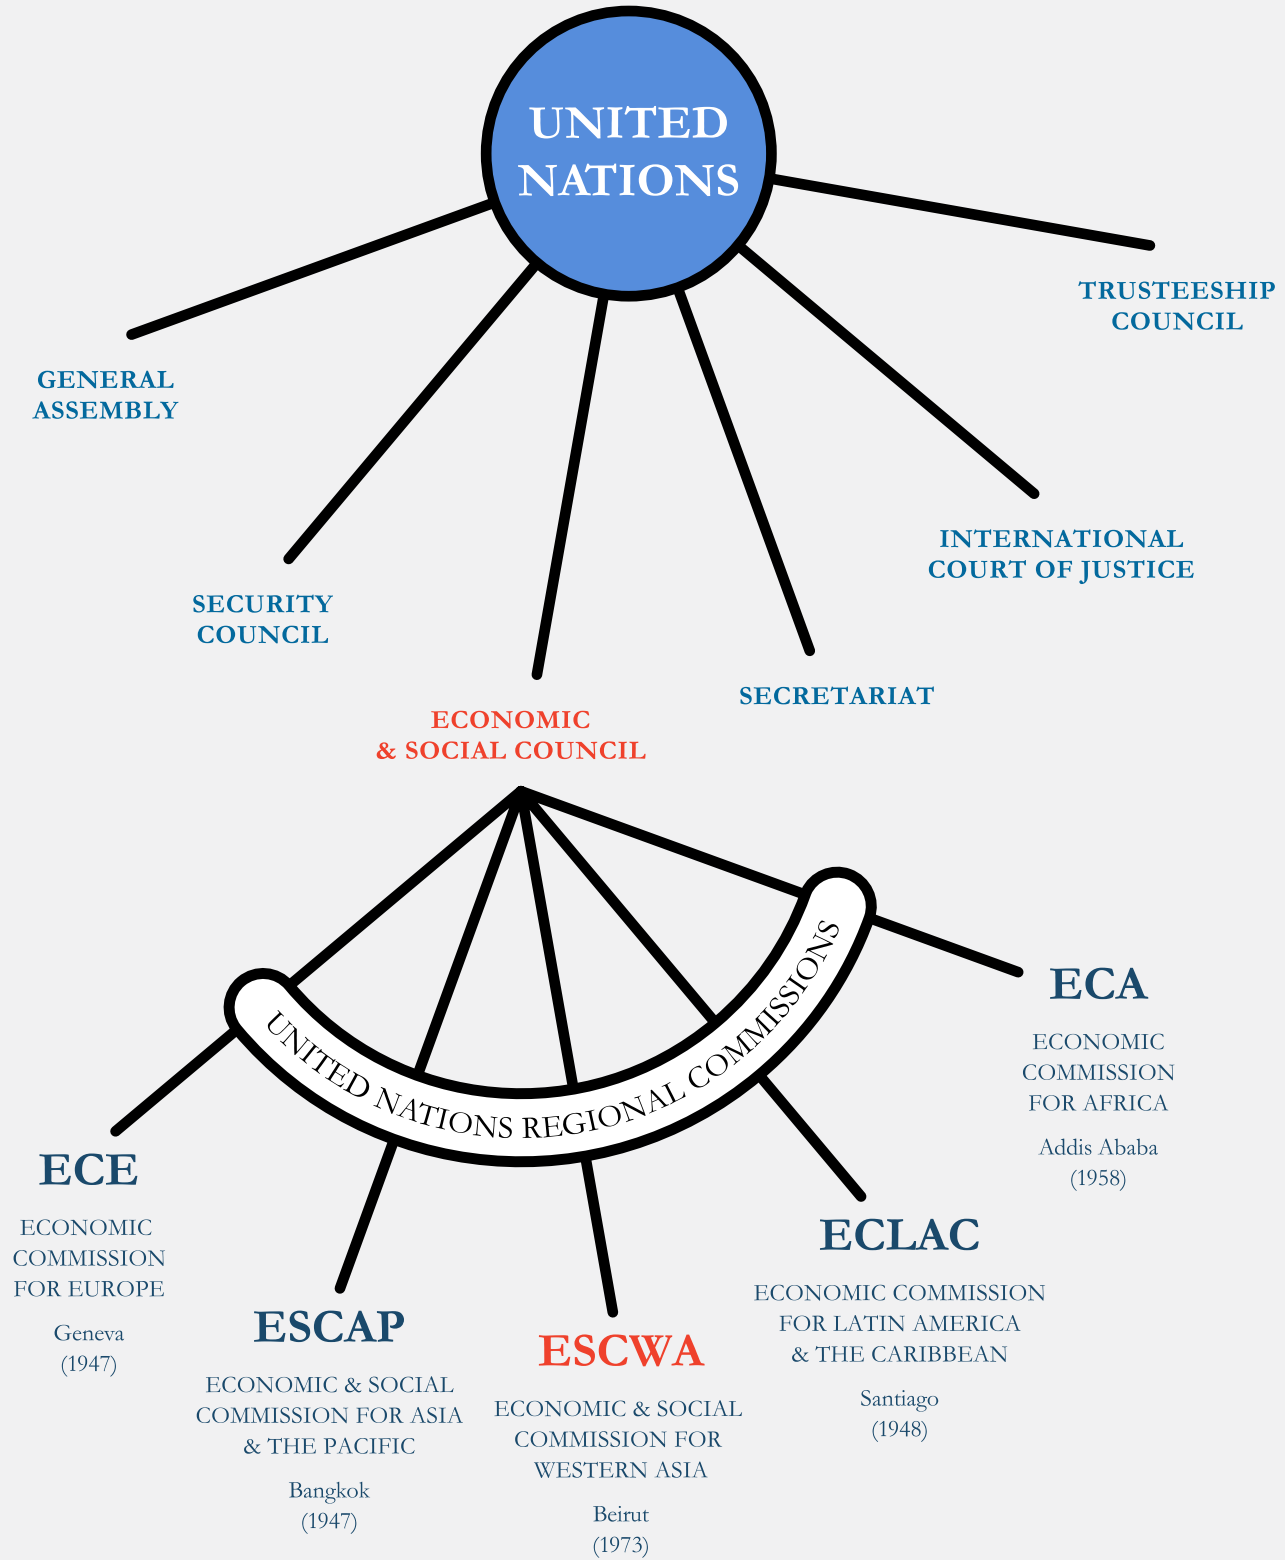 UNITED
NATIONS
TRUSTEESHIP
COUNCIL
GENERAL
ASSEMBLY
INTERNATIONAL
COURT OF JUSTICE
SECURITY
COUNCIL
SECRETARIAT
ECONOMIC
& SOCIAL COUNCIL
UNITED NATIONS REGIONAL COMMISSIONS
ECE
ECONOMIC
COMMISSION
FOR EUROPE
Geneva
(1947)
ESCAP
ECONOMIC & SOCIAL
COMMISSION FOR ASIA
& THE PACIFIC
Bangkok
(1947)
ESCWA
ECONOMIC & SOCIAL
COMMISSION FOR
WESTERN ASIA
Beirut
(1973)
ECLAC
ECONOMIC COMMISSION
FOR LATIN AMERICA
& THE CARIBBEAN
Santiago
(1948)
ECA
ECONOMIC
COMMISSION
FOR AFRICA
Addis Ababa
(1958)